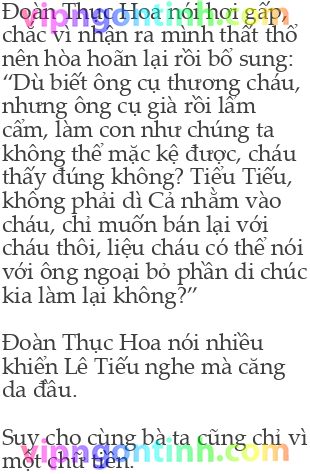 Đoàn Thục Hoa nói hơi gấp,
chắc vì nhận ra mình thất thố
nên hòa hoãn lại rồi bổ sung:
“Dù biết ông cụ thương cháu,
nhưng ông cụ già rồi lẩm
cẩm, làm con như chúng ta
không thể mặc kệ được, cháu
thấy đúng không? Tiểu Tiếu,
không phải dì Cả nhằm vào
cháu, chỉ muốn bàn lại với
cháu thôi, liệu cháu có thể nói
với ông ngoại bỏ phần di chúc
kia làm lại không?”
Đoàn Thục Hoa nói nhiều
khiến Lê Tiếu nghe mà căng
da đầu.
Suy cho cùng bà ta cũng chỉ vì
một chữ tiền.
vipngontinh.com
vipngontinh.com